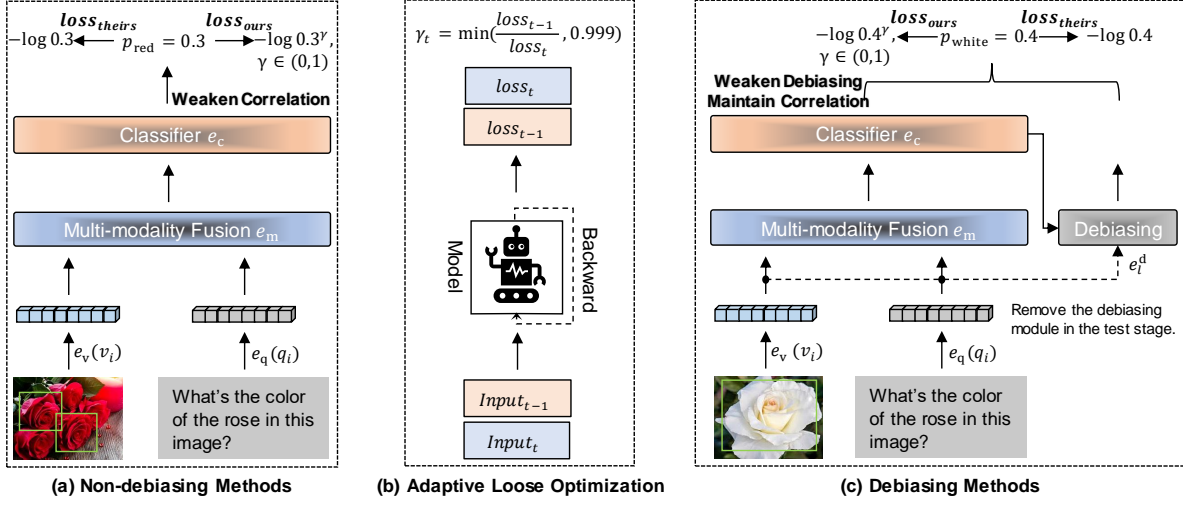 loss_theirs loss_ours
−log 0.3 p_red = 0.3 −log 0.3^γ,
γ ∈ (0,1)
Weaken Correlation
Classifier e_c
Multi-modality Fusion e_m
e_v(v_i) e_q(q_i)
What's the color
of the rose in this
image?
(a) Non-debiasing Methods
γ_t = min(loss_{t−1}/loss_t, 0.999)
loss_t
loss_{t−1}
Model
Backward
Input_{t−1}
Input_t
(b) Adaptive Loose Optimization
loss_ours loss_theirs
−log 0.4^γ, p_white = 0.4 −log 0.4
γ ∈ (0,1)
Weaken Debiasing
Maintain Correlation
Classifier e_c
Multi-modality Fusion e_m
Debiasing
e_l^d
Remove the debiasing
module in the test stage.
e_v(v_i) e_q(q_i)
What's the color
of the rose in this
image?
(c) Debiasing Methods